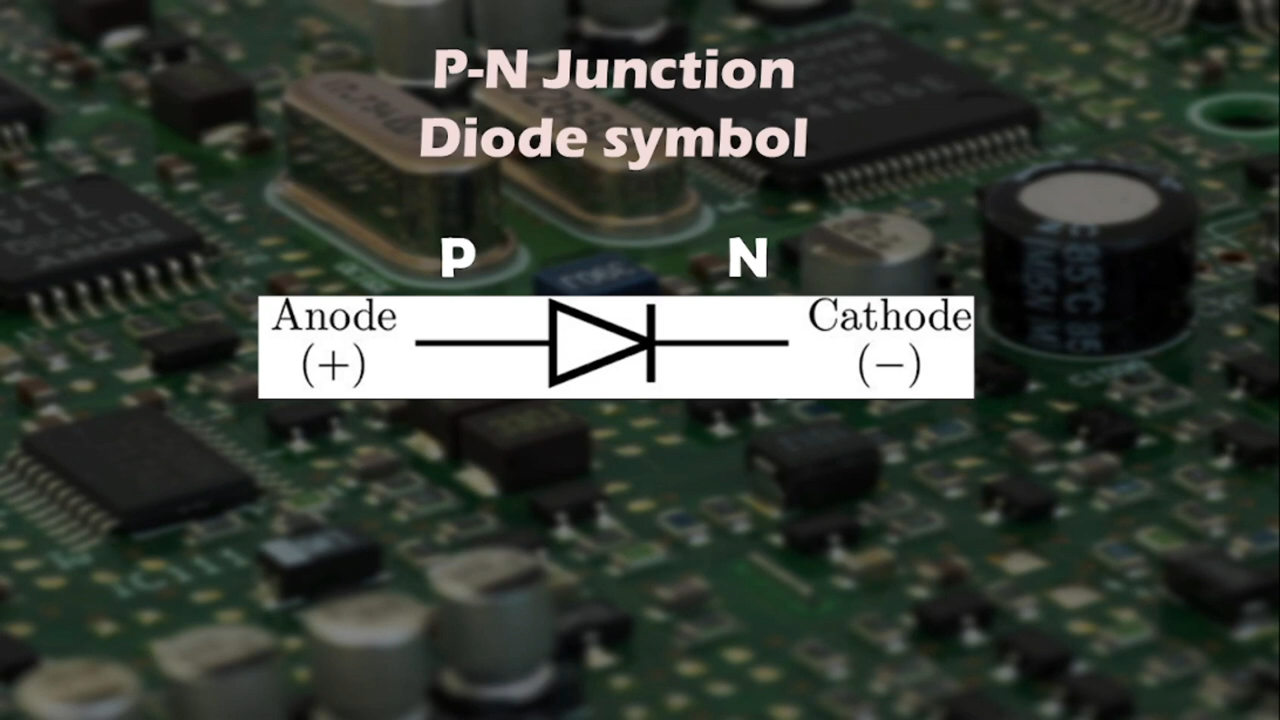 P-N Junction
Diode symbol
P N
Anode Cathode
(+) (−)